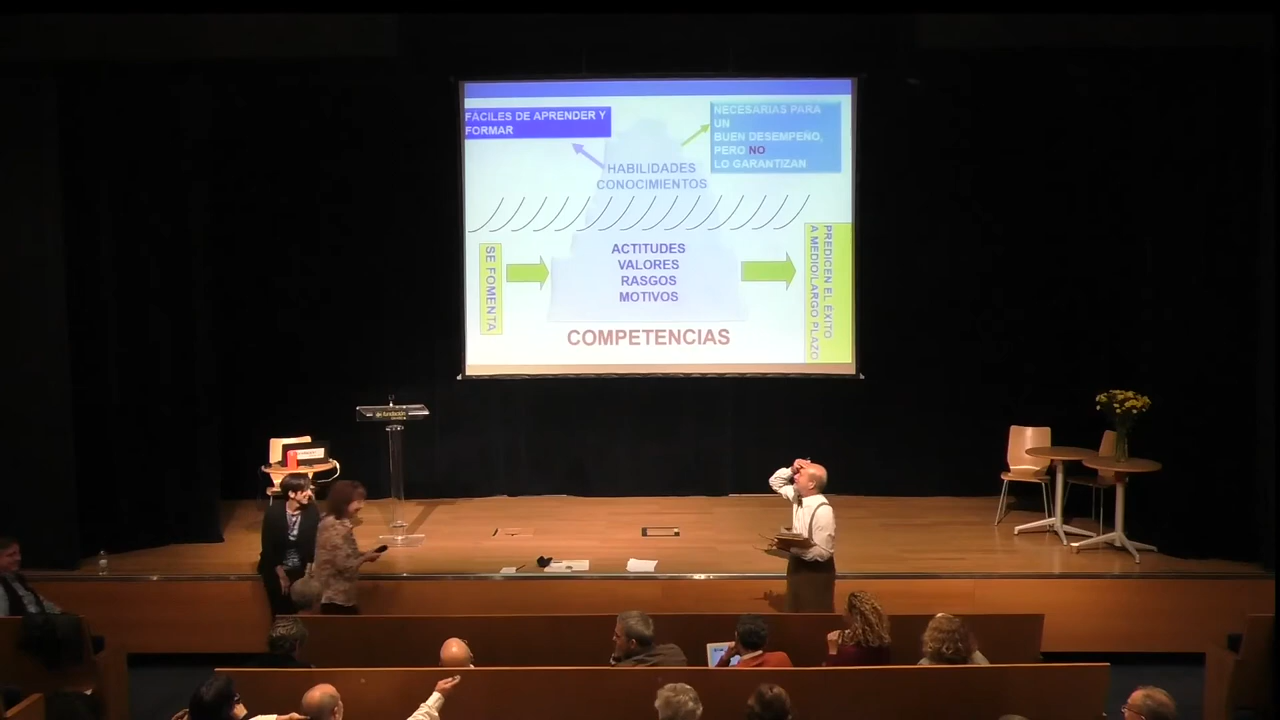 FÁCILES DE APRENDER Y
FORMAR
NECESARIAS PARA
UN
BUEN DESEMPEÑO,
PERO NO
LO GARANTIZAN
HABILIDADES
CONOCIMIENTOS
SE FOMENTA
ACTITUDES
VALORES
RASGOS
MOTIVOS
PREDICEN EL ÉXITO
A MEDIO/LARGO PLAZO
COMPETENCIAS
fundación